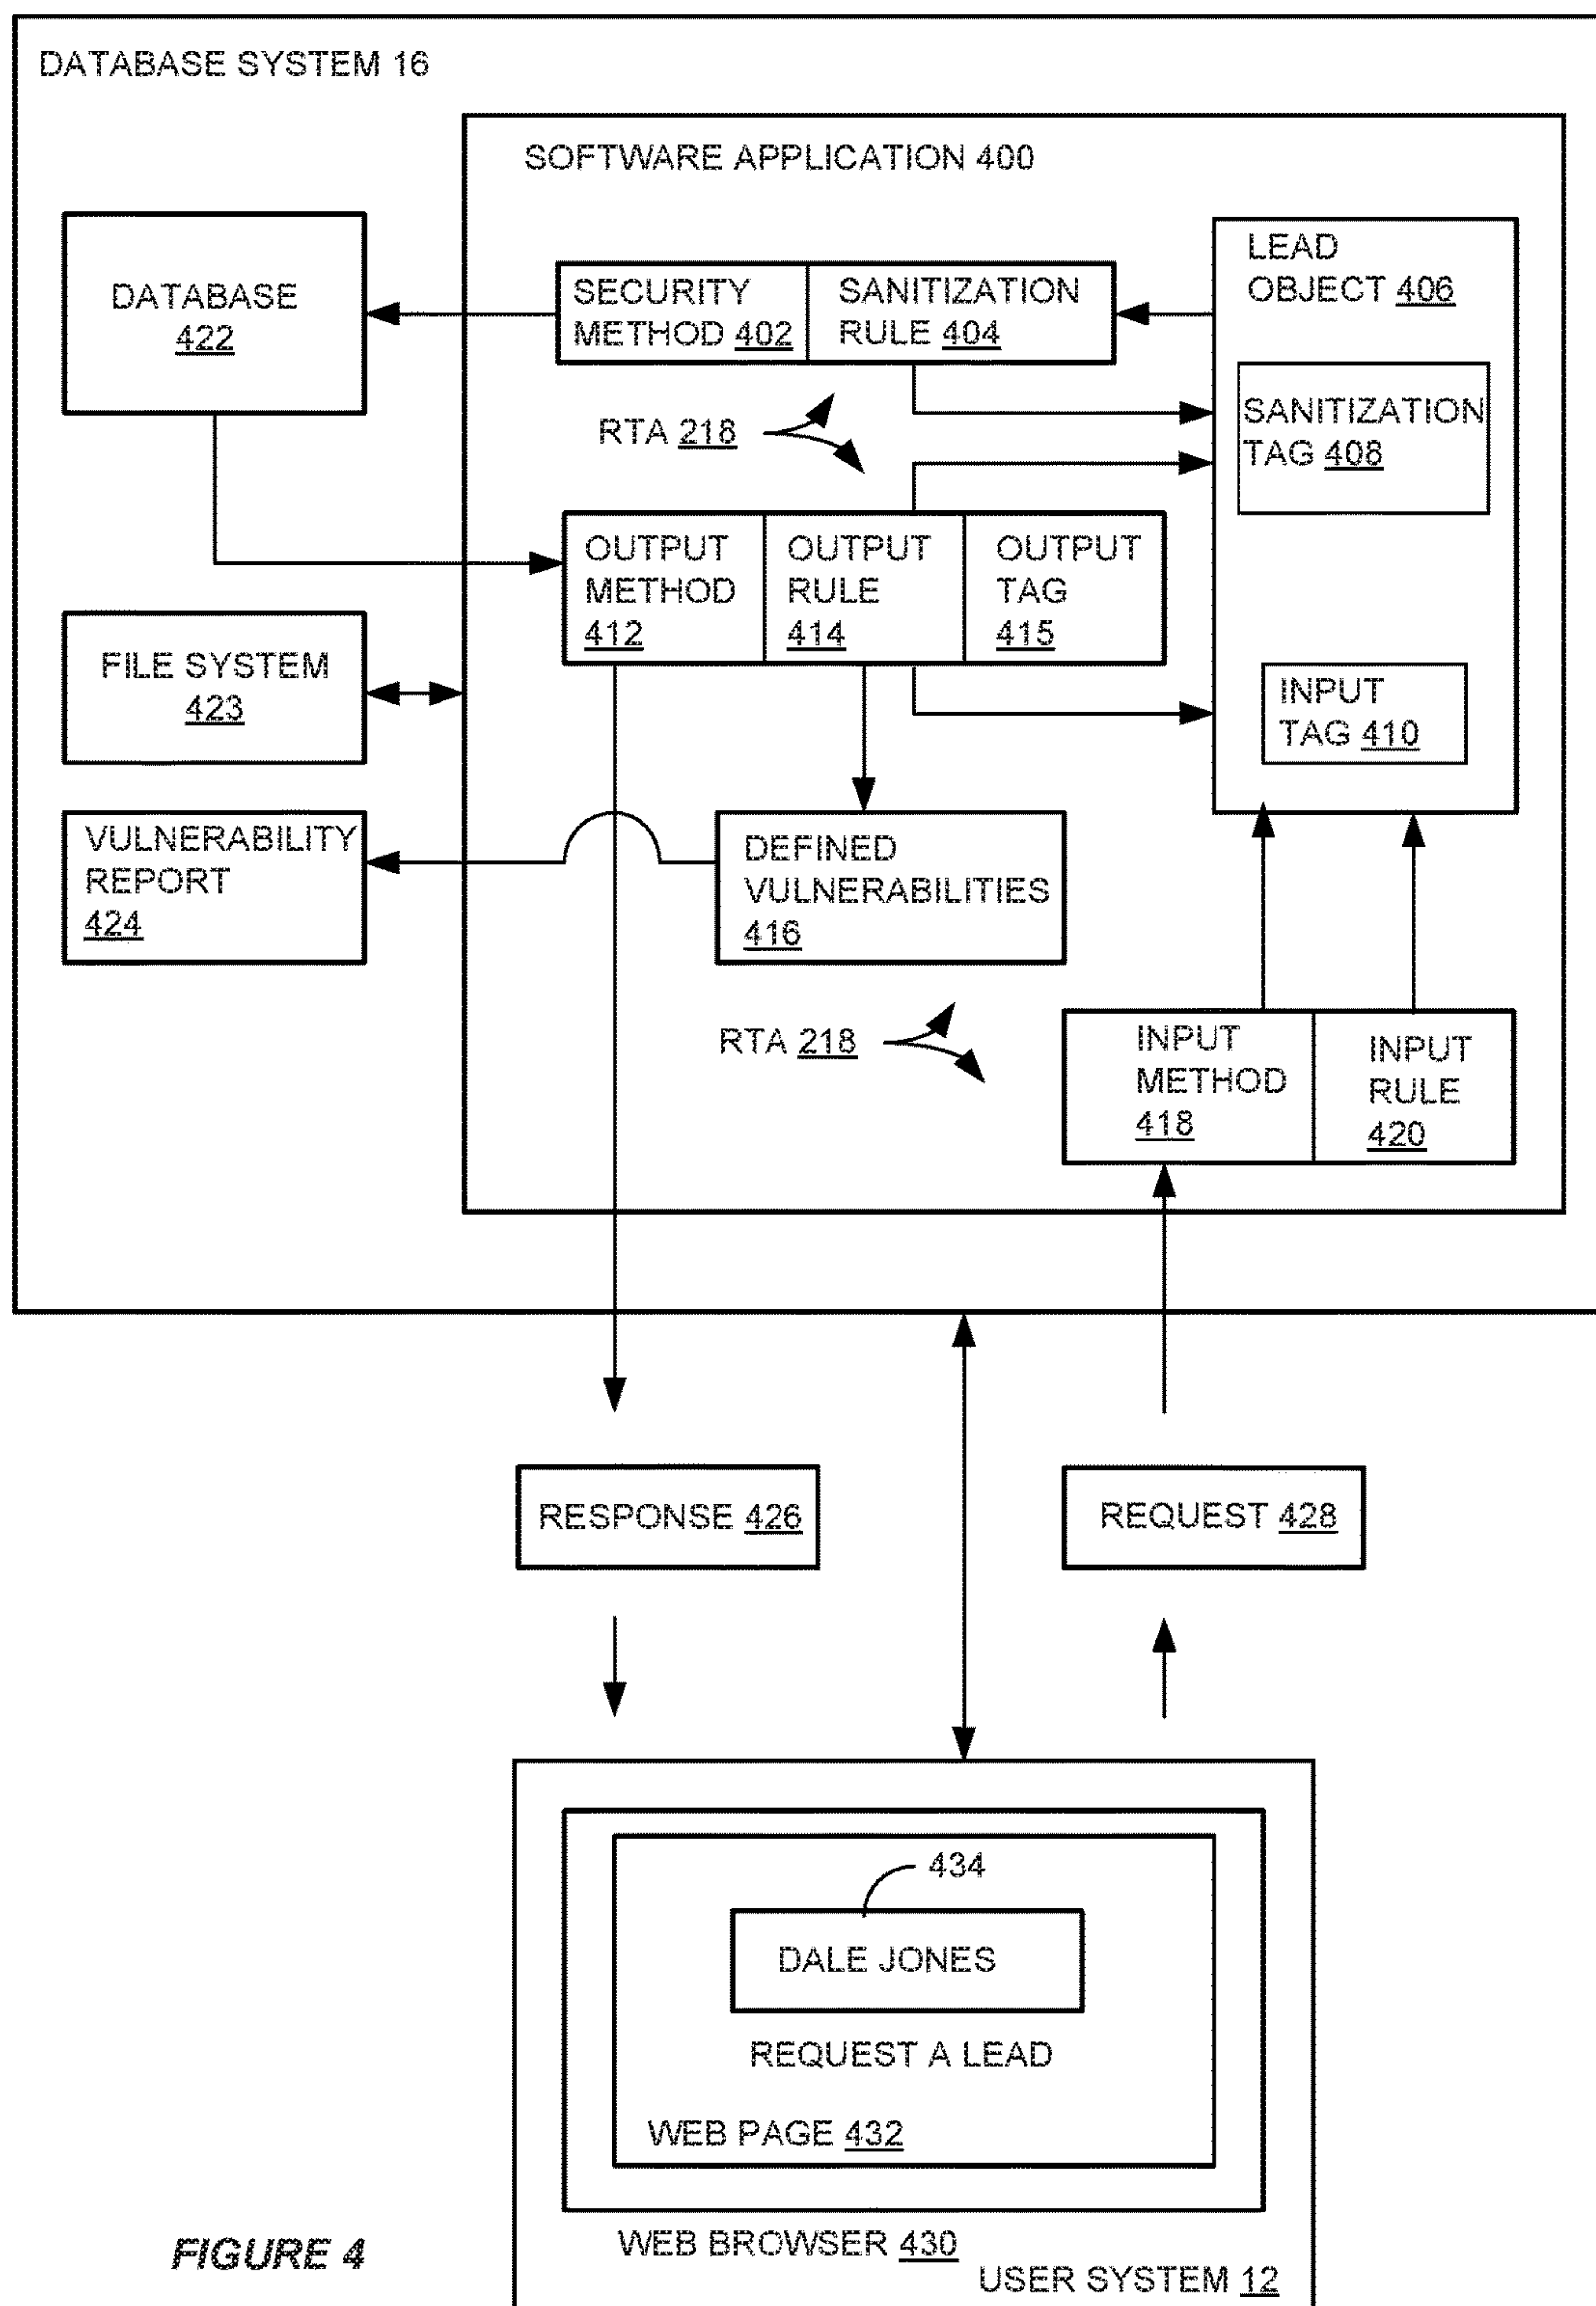 DATABASE SYSTEM 16
SOFTWARE APPLICATION 400
DATABASE
422
SECURITY
METHOD 402
SANITIZATION
RULE 404
LEAD
OBJECT 406
SANITIZATION
TAG 408
RTA 218
OUTPUT
METHOD
412
OUTPUT
RULE
414
OUTPUT
TAG
415
FILE SYSTEM
423
INPUT
TAG 410
VULNERABILITY
REPORT
424
DEFINED
VULNERABILITIES
416
RTA 218
INPUT
METHOD
418
INPUT
RULE
420
RESPONSE 426
REQUEST 428
434
DALE JONES
REQUEST A LEAD
WEB PAGE 432
WEB BROWSER 430
USER SYSTEM 12
FIGURE 4